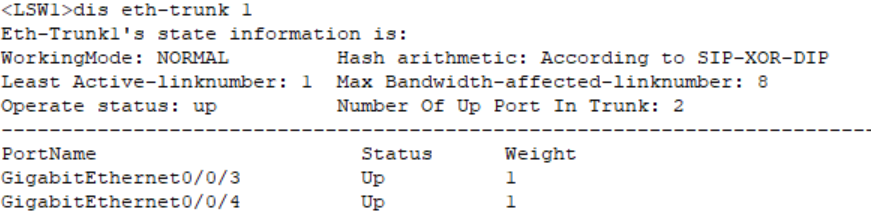 <LSW1>dis eth-trunk 1
Eth-Trunk1's state information is:
WorkingMode: NORMAL         Hash arithmetic: According to SIP-XOR-DIP
Least Active-linknumber: 1  Max Bandwidth-affected-linknumber: 8
Operate status: up          Number Of Up Port In Trunk: 2
--------------------------------------------------------------------------------
PortName                      Status      Weight
GigabitEthernet0/0/3          Up          1
GigabitEthernet0/0/4          Up          1